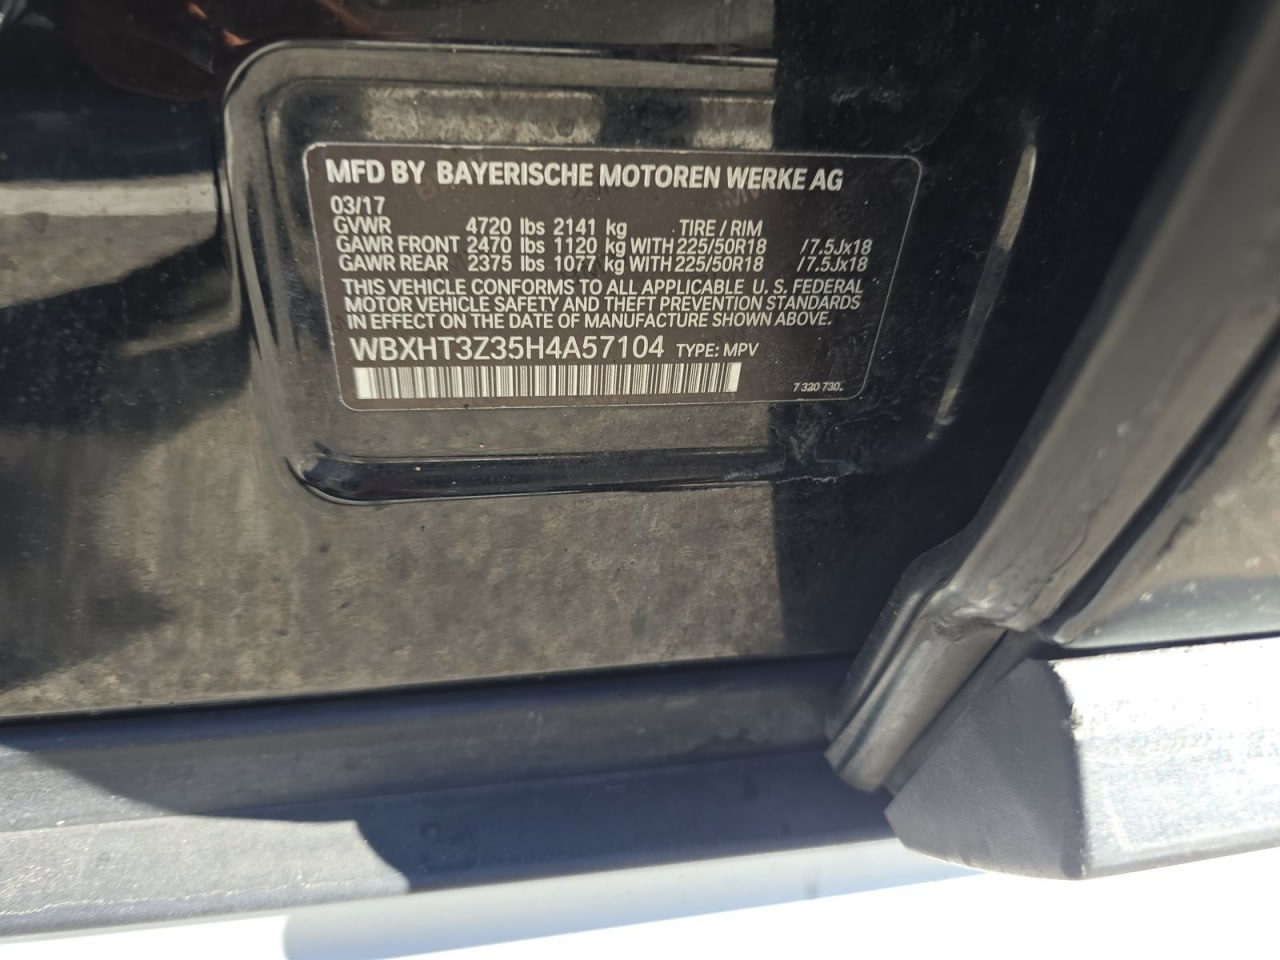 MFD BY BAYERISCHE MOTOREN WERKE AG
03/17
GVWR 4720 lbs 2141 kg TIRE / RIM
GAWR FRONT 2470 lbs 1120 kg WITH 225/50R18 /7.5Jx18
GAWR REAR 2375 lbs 1077 kg WITH 225/50R18 /7.5Jx18
THIS VEHICLE CONFORMS TO ALL APPLICABLE U. S. FEDERAL
MOTOR VEHICLE SAFETY AND THEFT PREVENTION STANDARDS
IN EFFECT ON THE DATE OF MANUFACTURE SHOWN ABOVE.
WBXHT3Z35H4A57104 TYPE: MPV
7 320 730